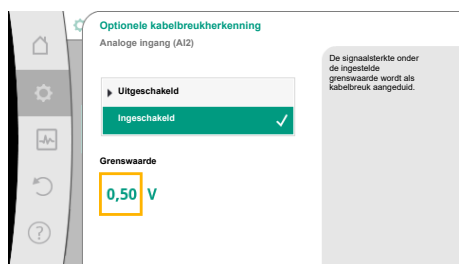 Optionele kabelbreukherkenning
Analoge ingang (AI2)
Uitgeschakeld
Ingeschakeld
Grenswaarde
0,50 V
De signaalsterkte onder
de ingestelde
grenswaarde wordt als
kabelbreuk aangeduid.